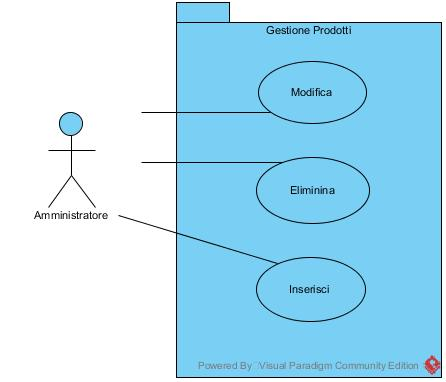 Gestione Prodotti
Modifica
Eliminina
Amministratore
Inserisci
Powered By Visual Paradigm Community Edition